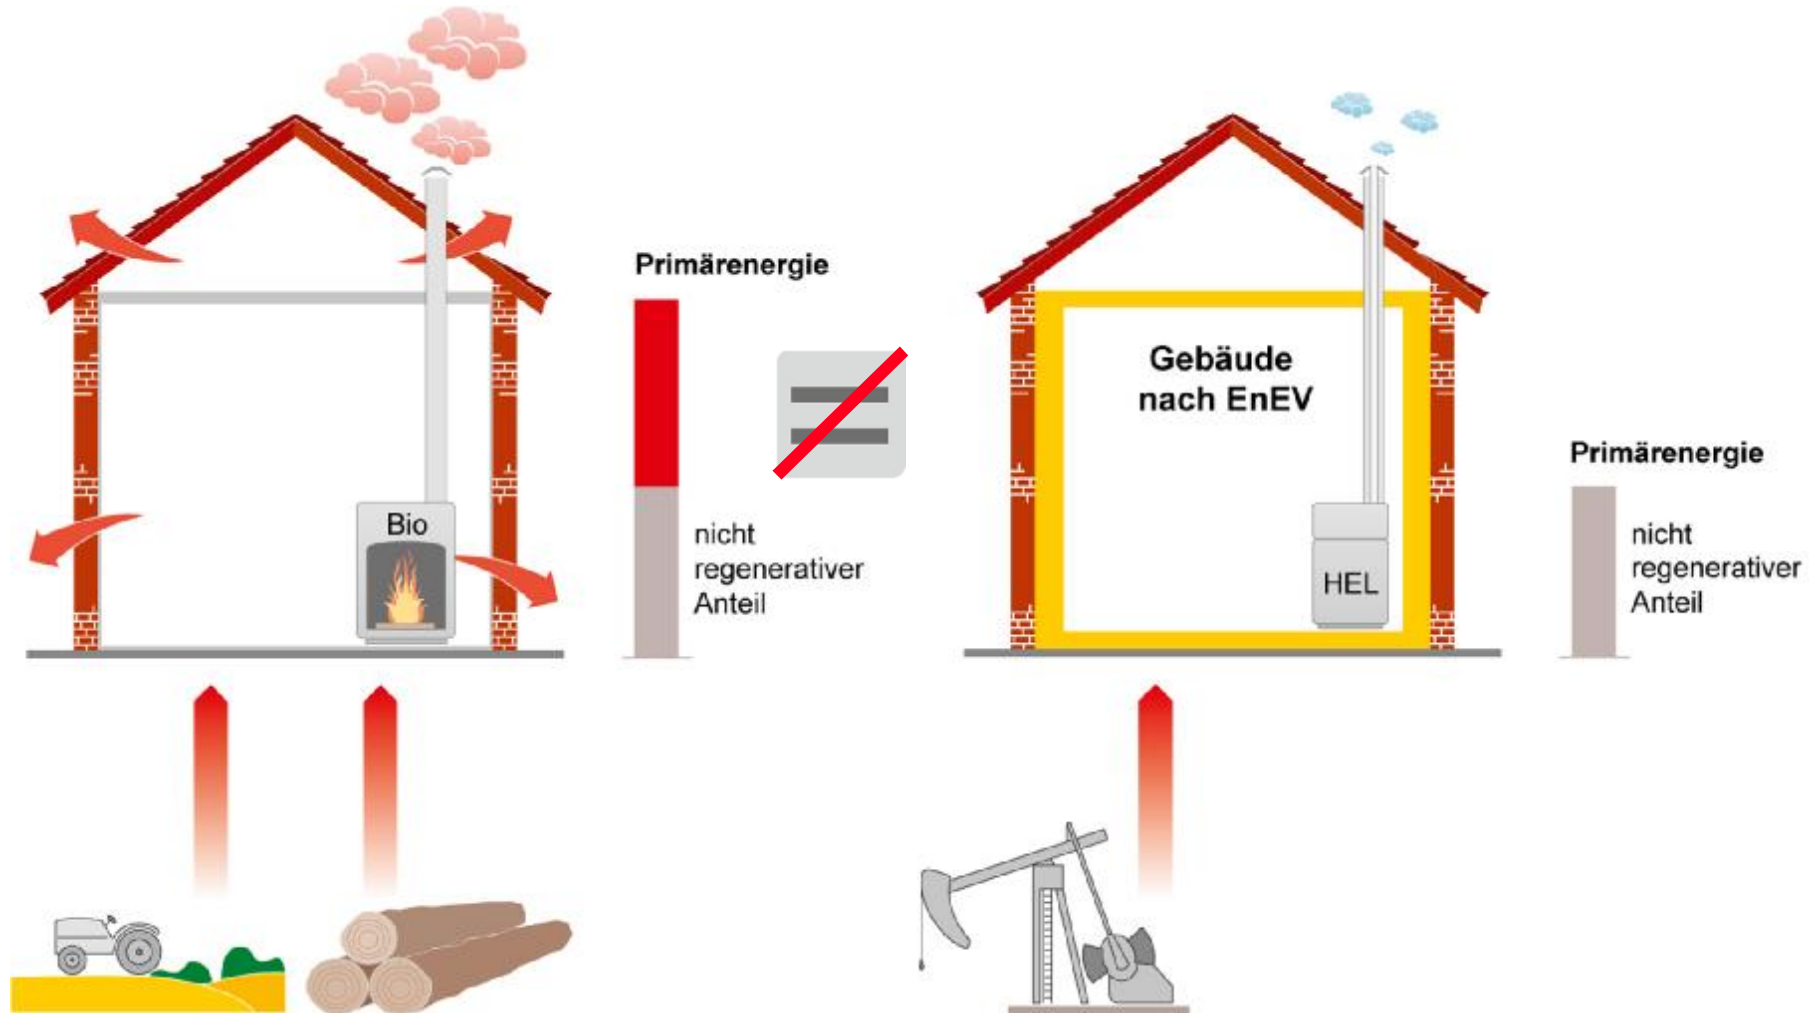 Primärenergie
Bio
nicht
regenerativer
Anteil
Gebäude
nach EnEV
HEL
Primärenergie
nicht
regenerativer
Anteil